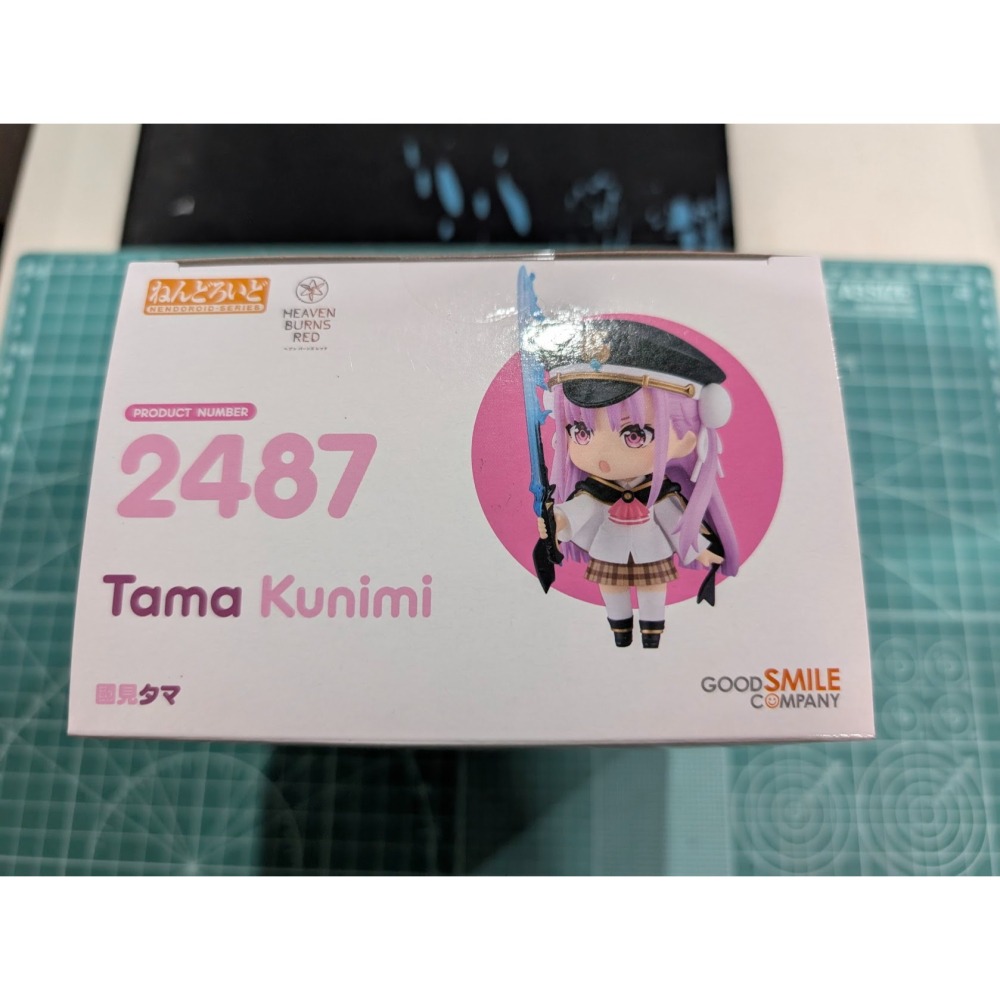 ねんどろいど
NENDOROID SERIES
HEAVEN
BURNS
RED
PRODUCT NUMBER
2487
Tama Kunimi
國見タマ
GOOD SMILE
COMPANY